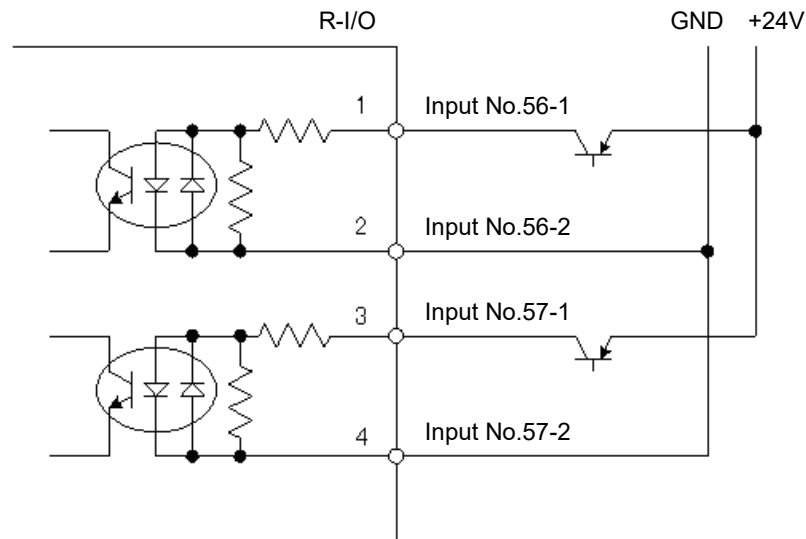 R-I/O GND +24V
1 Input No.56-1
2 Input No.56-2
3 Input No.57-1
4 Input No.57-2